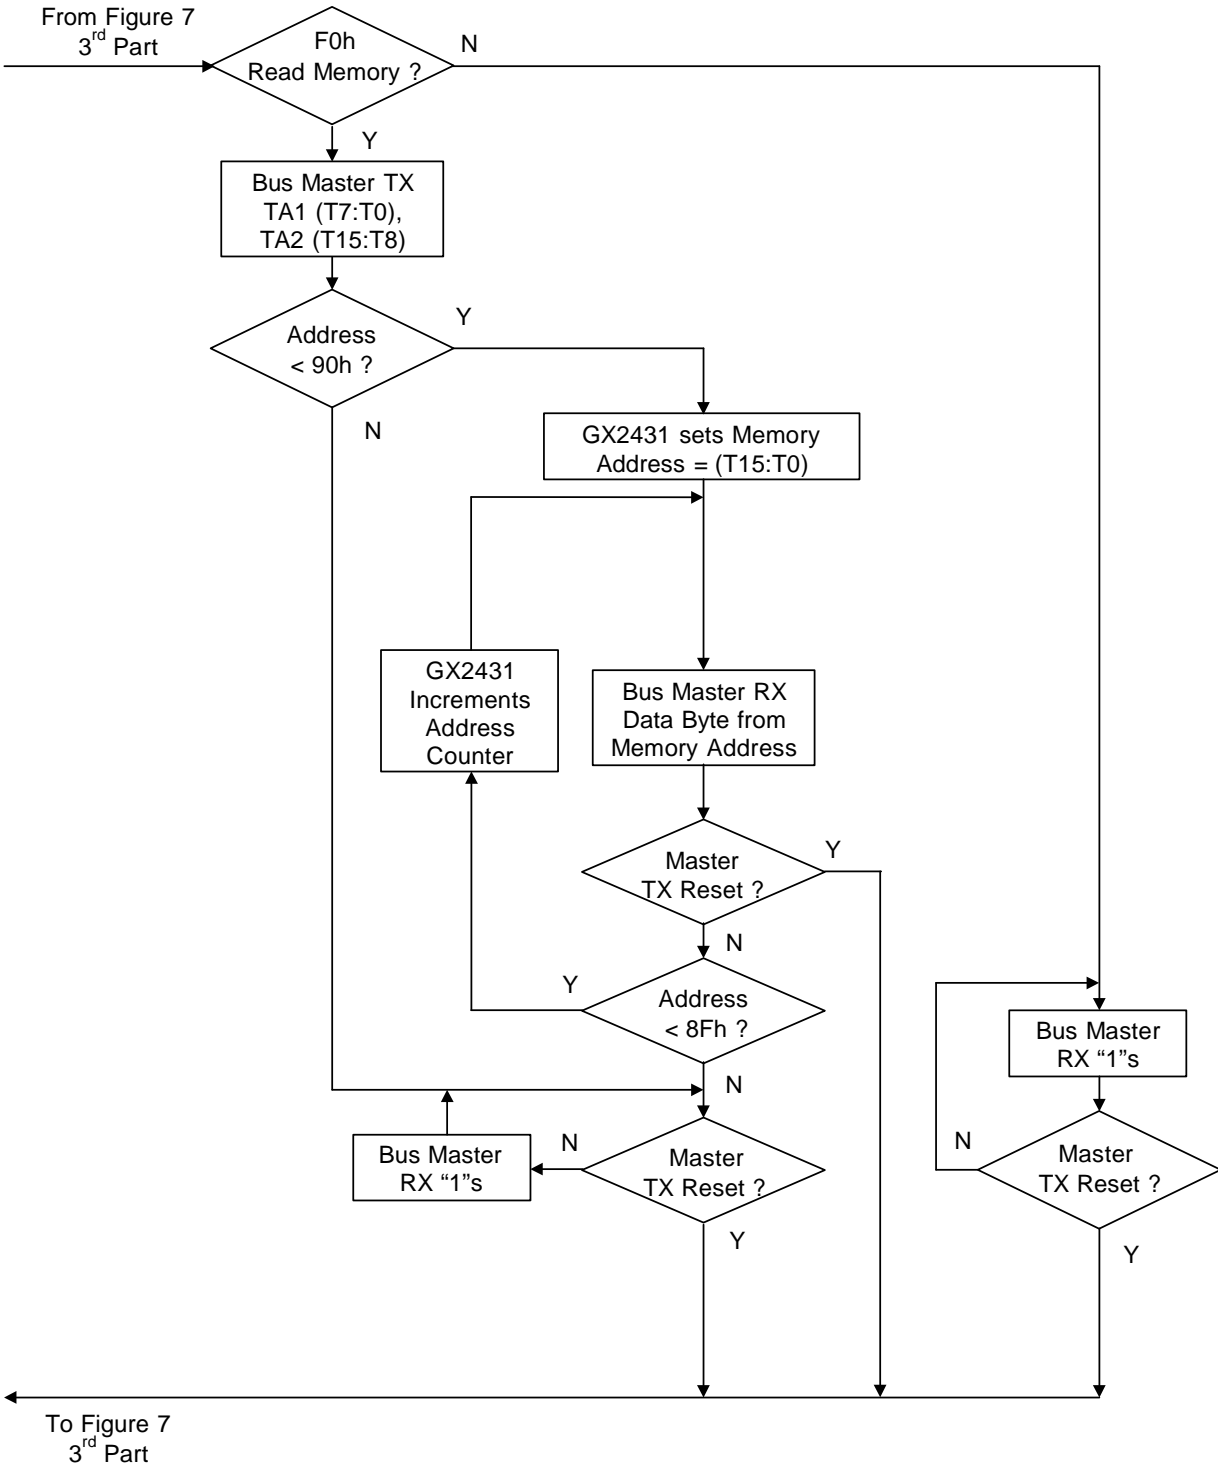 From Figure 7
3rd Part
F0h
Read Memory ?
N
Y
Bus Master TX
TA1 (T7:T0),
TA2 (T15:T8)
Address
< 90h ?
Y
N
GX2431 sets Memory
Address = (T15:T0)
GX2431
Increments
Address
Counter
Bus Master RX
Data Byte from
Memory Address
Master
TX Reset ?
Y
N
Address
< 8Fh ?
Y
N
Bus Master
RX “1”s
N
Master
TX Reset ?
Y
Bus Master
RX “1”s
N
Master
TX Reset ?
Y
To Figure 7
3rd Part